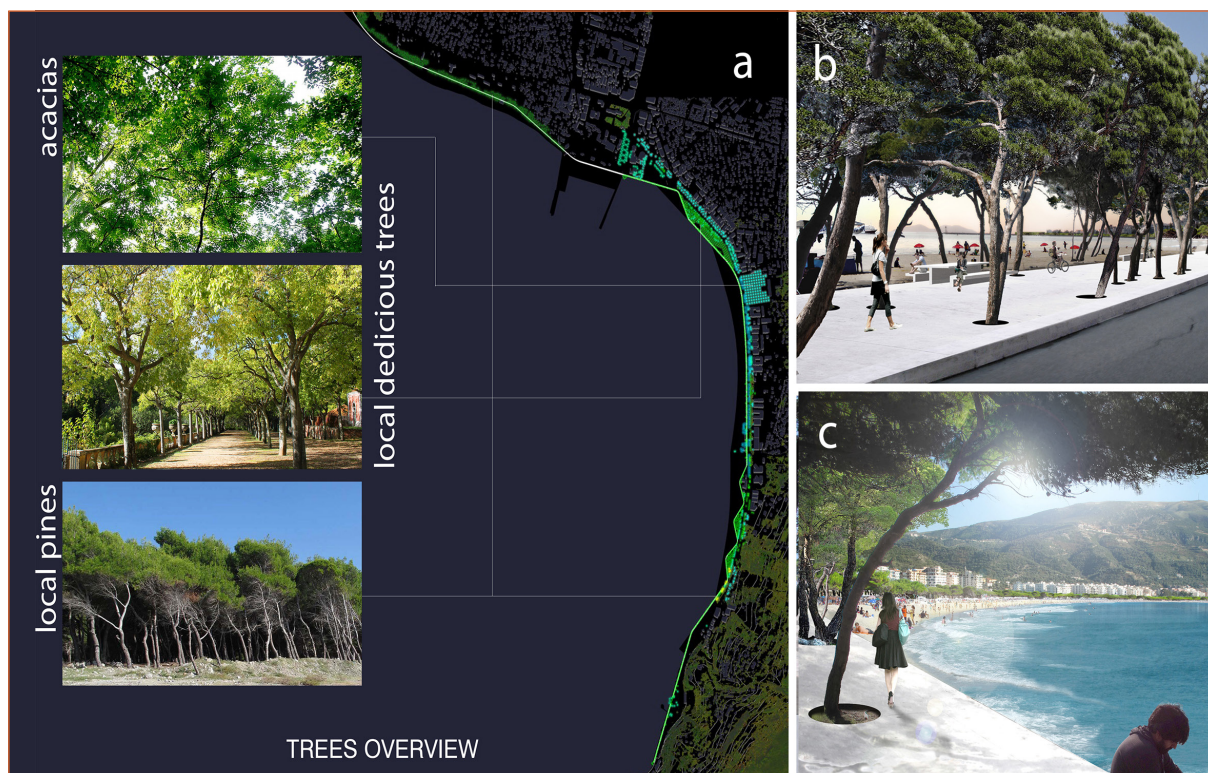 acacias
local dedicious trees
local pines
TREES OVERVIEW
a
b
c